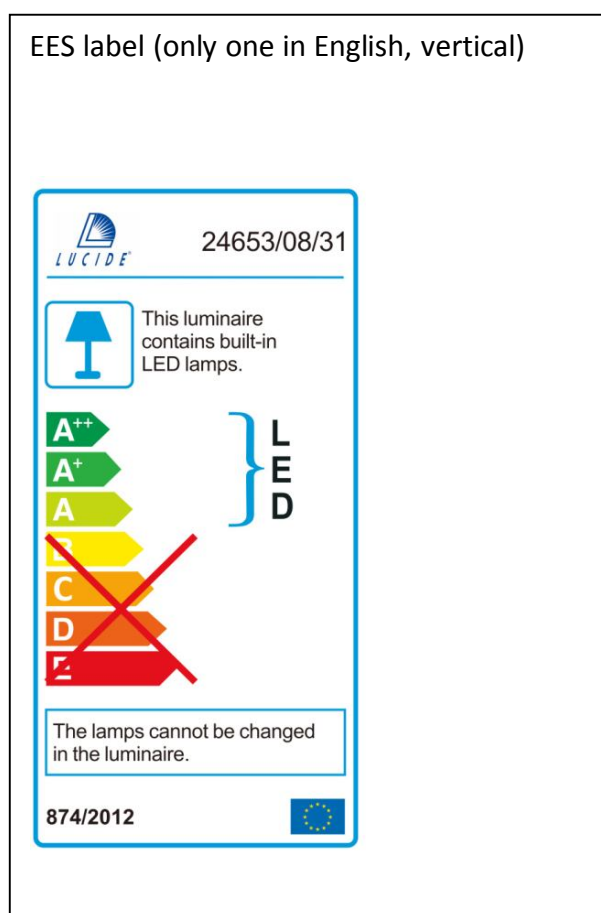 EES label (only one in English, vertical)
LUCIDE®
24653/08/31
This luminaire
contains built-in
LED lamps.
A++
A+
A
B
C
D
E
L
E
D
The lamps cannot be changed
in the luminaire.
874/2012